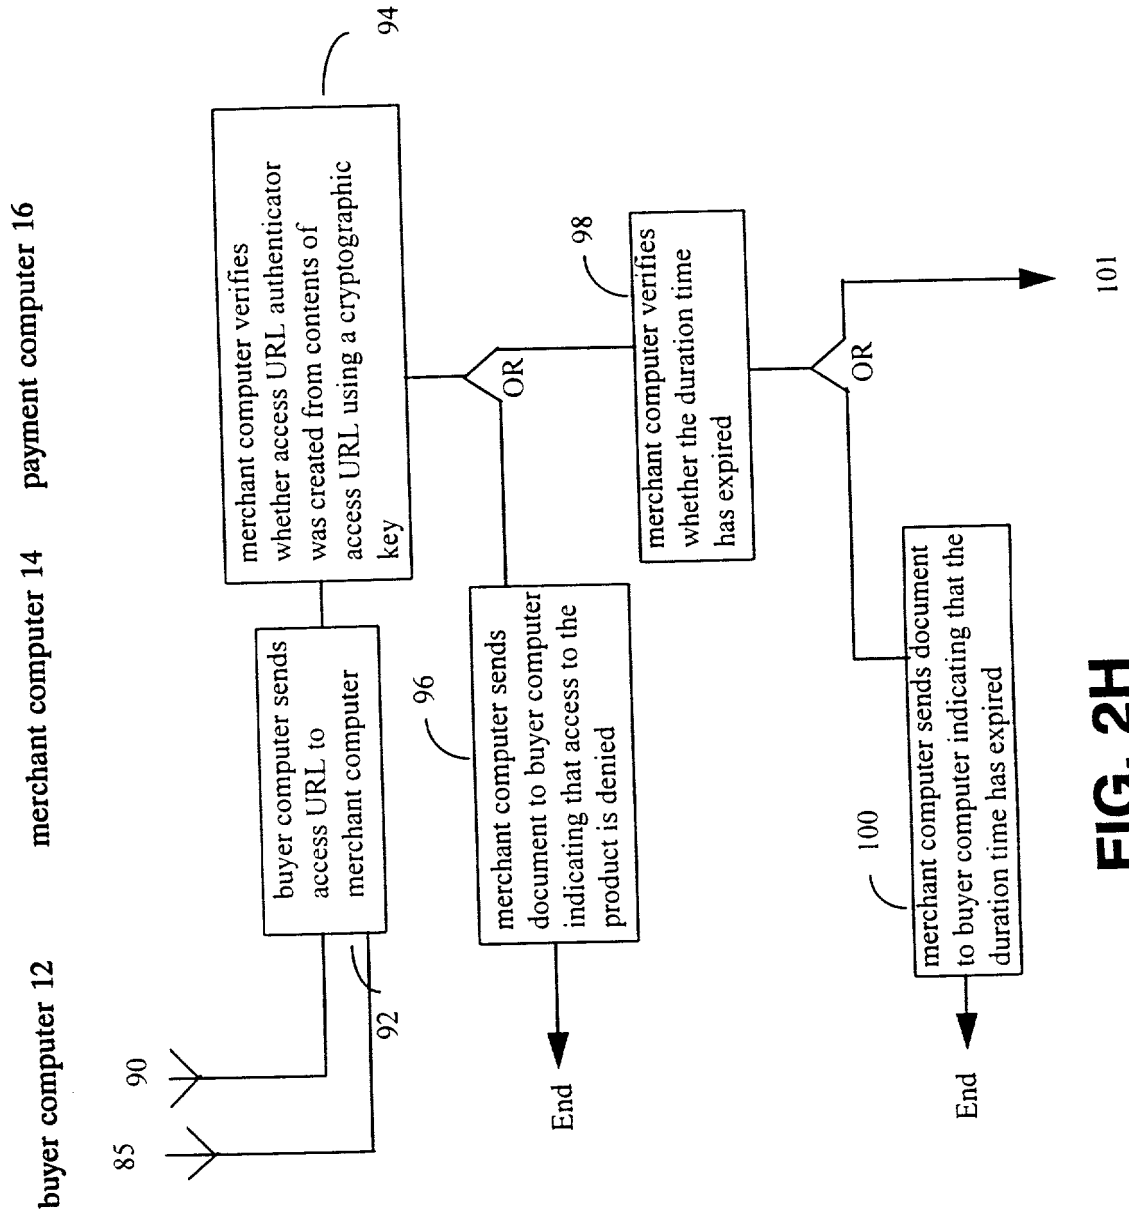 buyer computer 12
merchant computer 14
payment computer 16
85
90
92
buyer computer sends
access URL to
merchant computer
94
merchant computer verifies
whether access URL authenticator
was created from contents of
access URL using a cryptographic
key
OR
96
merchant computer sends
document to buyer computer
indicating that access to the
product is denied
End
98
merchant computer verifies
whether the duration time
has expired
OR
100
merchant computer sends document
to buyer computer indicating that the
duration time has expired
End
101
FIG. 2H